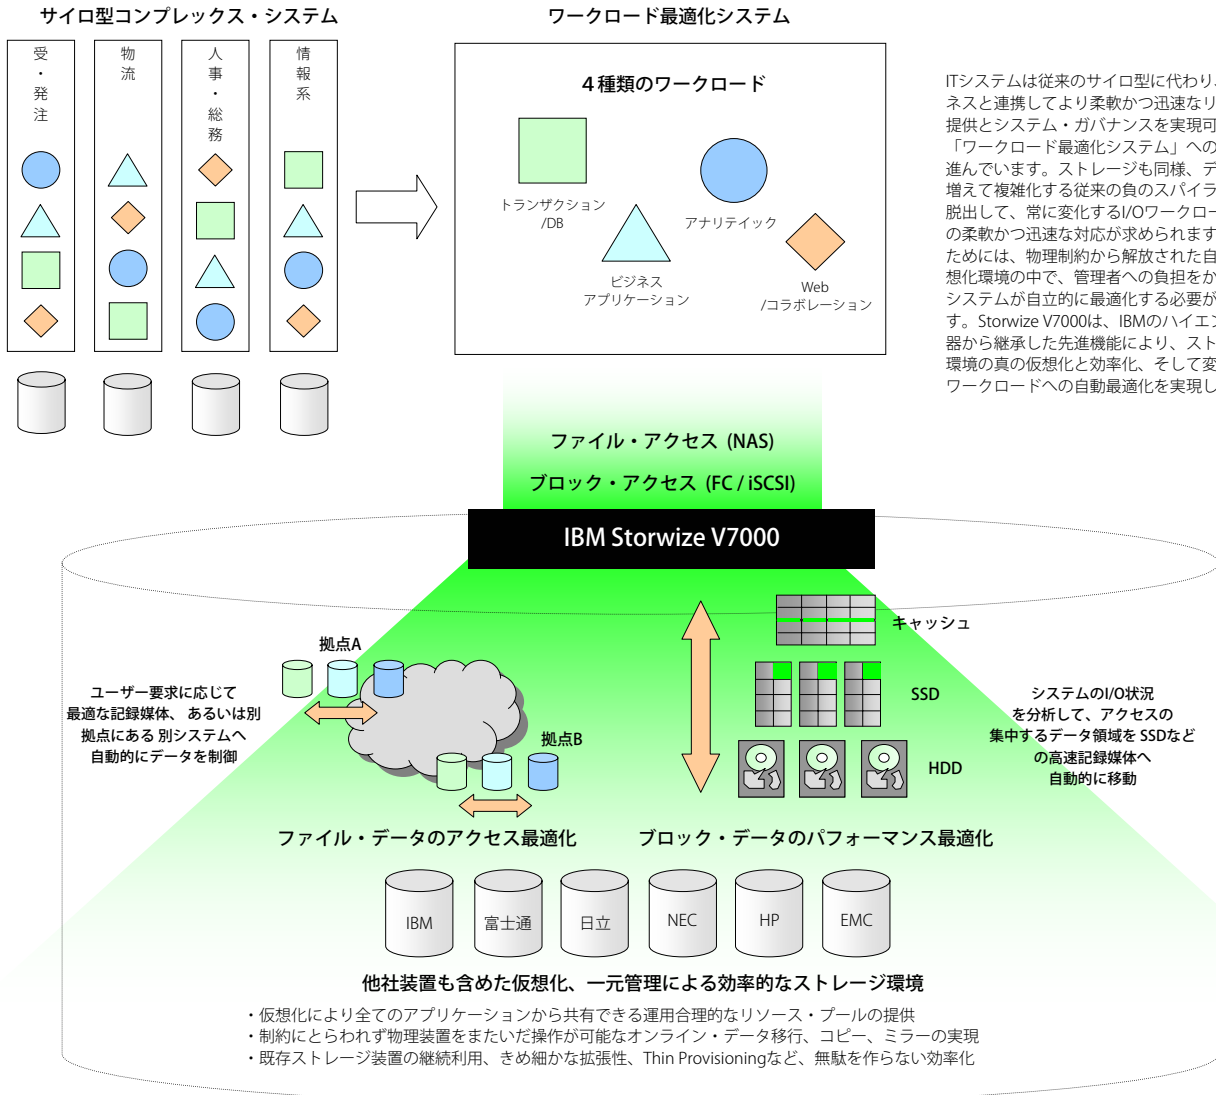 サイロ型コンプレックス・システム
受・発注
物流
人事・総務
情報系
ワークロード最適化システム
４種類のワークロード
トランザクション
/DB
アナリテイック
ビジネス
アプリケーション
Web
/コラボレーション
ITシステムは従来のサイロ型に代わり、
ネスと連携してより柔軟かつ迅速なリ
提供とシステム・ガバナンスを実現可
「ワークロード最適化システム」への
進んでいます。ストレージも同様、デ
増えて複雑化する従来の負のスパイラ
脱出して、常に変化するI/Oワークロー
の柔軟かつ迅速な対応が求められます
ためには、物理制約から解放された自
想化環境の中で、管理者への負担をか
システムが自立的に最適化する必要が
す。Storwize V7000は、IBMのハイエン
器から継承した先進機能により、スト
環境の真の仮想化と効率化、そして変
ワークロードへの自動最適化を実現し
ファイル・アクセス (NAS)
ブロック・アクセス (FC / iSCSI)
IBM Storwize V7000
キャッシュ
SSD
HDD
拠点A
拠点B
ユーザー要求に応じて
最適な記録媒体、 あるいは別
拠点にある 別システムへ
自動的にデータを制御
システムのI/O状況
を分析して、アクセスの
集中するデータ領域を SSDなど
の高速記録媒体へ
自動的に移動
ファイル・データのアクセス最適化
ブロック・データのパフォーマンス最適化
IBM
富士通
日立
NEC
HP
EMC
他社装置も含めた仮想化、一元管理による効率的なストレージ環境
・仮想化により全てのアプリケーションから共有できる運用合理的なリソース・プールの提供
・制約にとらわれず物理装置をまたいだ操作が可能なオンライン・データ移行、コピー、ミラーの実現
・既存ストレージ装置の継続利用、きめ細かな拡張性、Thin Provisioningなど、無駄を作らない効率化